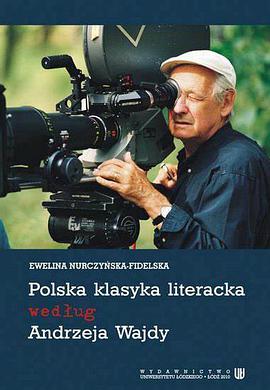 EWELINA NURCZYŃSKA-FIDELSKA
Polska klasyka literacka
według
Andrzeja Wajdy
WYDAWNICTWO
UNIWERSYTETU ŁÓDZKIEGO • ŁÓDŹ 2010